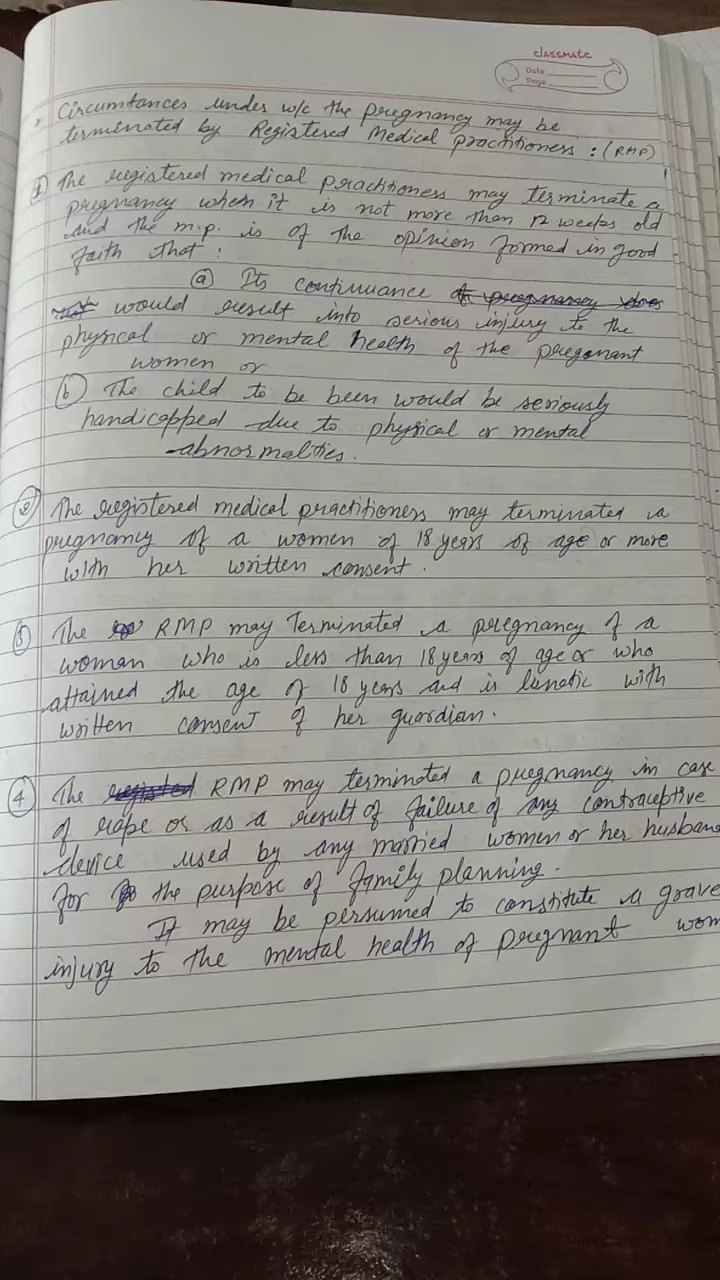 classmate
Date
Page
Circumtances under w/c the pregnancy may be
terminated by Registered Medical practitioness : (RMP)
1 The registered medical practioness may terminate a
pregnancy when it is not more than 12 weeks old
and the m.p. is of the opinion formed in good
faith that :
a Its continuance
would result into serious injury to the
physical or mental health of the pregonant
women or
b The child to be been would be seriously
handicapped due to physical or mental
abnormalties.
2 The registered medical practitioness may terminated a
pregnancy of a women of 18 years of age or more
with her written consent.
3 The RMP may Terminated a pregnancy of a
woman who is less than 18 years of age or who
attained the age of 18 years and is lunatic with
written consent of her guardian.
4 The RMP may terminated a pregnancy in case
of rape or as a result of failure of any contraceptive
device used by any married women or her husban
for the purpose of family planning.
It may be persumed to constitute a grave
injury to the mental health of pregnant wom